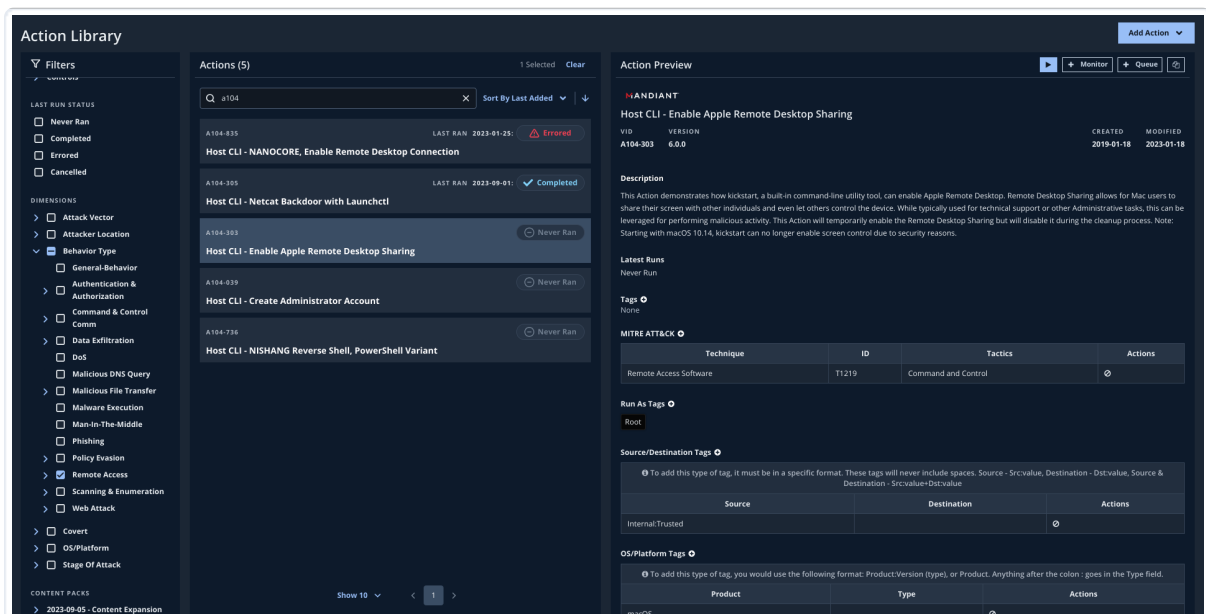 Action Library
Add Action
Filters
Controls
LAST RUN STATUS
Never Ran
Completed
Errored
Cancelled
DIMENSIONS
Attack Vector
Attacker Location
Behavior Type
General-Behavior
Authentication &
Authorization
Command & Control
Comm
Data Exfiltration
DoS
Malicious DNS Query
Malicious File Transfer
Malware Execution
Man-In-The-Middle
Phishing
Policy Evasion
Remote Access
Scanning & Enumeration
Web Attack
Covert
OS/Platform
Stage Of Attack
CONTENT PACKS
2023-09-05 - Content Expansion
Actions (5)
1 Selected Clear
a104
Sort By Last Added
A104-835 LAST RAN 2023-01-25: Errored
Host CLI - NANOCORE, Enable Remote Desktop Connection
A104-305 LAST RAN 2023-09-01: Completed
Host CLI - Netcat Backdoor with Launchctl
A104-303 Never Ran
Host CLI - Enable Apple Remote Desktop Sharing
A104-039 Never Ran
Host CLI - Create Administrator Account
A104-736 Never Ran
Host CLI - NISHANG Reverse Shell, PowerShell Variant
Show 10 1
Action Preview
+ Monitor + Queue
MANDIANT
Host CLI - Enable Apple Remote Desktop Sharing
VID VERSION CREATED MODIFIED
A104-303 6.0.0 2019-01-18 2023-01-18
Description
This Action demonstrates how kickstart, a built-in command-line utility tool, can enable Apple Remote Desktop. Remote Desktop Sharing allows for Mac users to
share their screen with other individuals and even let others control the device. While typically used for technical support or other Administrative tasks, this can be
leveraged for performing malicious activity. This Action will temporarily enable the Remote Desktop Sharing but will disable it during the cleanup process. Note:
Starting with macOS 10.14, kickstart can no longer enable screen control due to security reasons.
Latest Runs
Never Run
Tags
None
MITRE ATT&CK
Technique ID Tactics Actions
Remote Access Software T1219 Command and Control
Run As Tags
Root
Source/Destination Tags
To add this type of tag, it must be in a specific format. These tags will never include spaces. Source - Src:value, Destination - Dst:value, Source &
Destination - Src:value+Dst:value
Source Destination Actions
Internal:Trusted
OS/Platform Tags
To add this type of tag, you would use the following format: Product:Version (type), or Product. Anything after the colon : goes in the Type field.
Product Type Actions
macOS